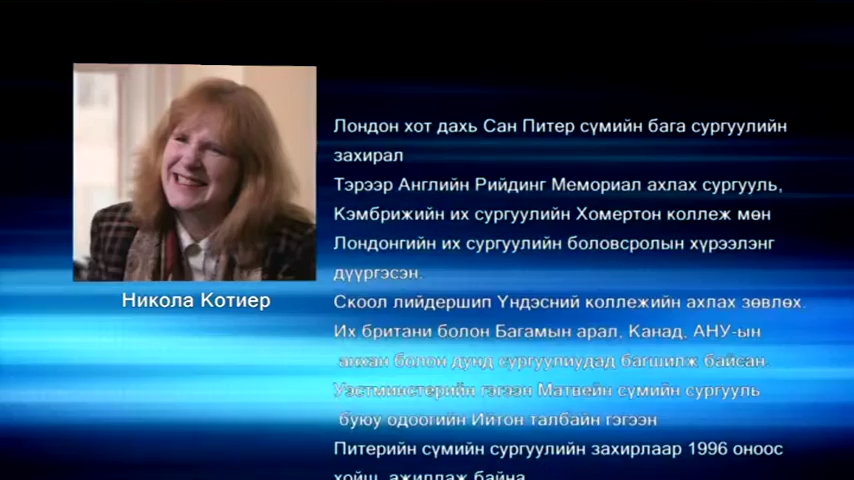 Никола Котиер
Лондон хот дахь Сан Питер сүмийн бага сургуулийн
захирал
Тэрээр Английн Рийдинг Мемориал ахлах сургууль,
Кэмбрижийн их сургуулийн Хомертон коллеж мөн
Лондонгийн их сургуулийн боловсролын хүрээлэнг
дүүргэсэн.
Скоол лийдершип Үндэсний коллежийн ахлах зөвлөх.
Их британи болон Багамын арал, Канад, АНУ-ын
анхан болон дунд сургуулиудад багшилж байсан.
Уэстминстерийн гэгээн Матвейн сүмийн сургууль
буюу одоогийн Ийтон талбайн гэгээн
Питерийн сүмийн сургуулийн захирлаар 1996 оноос
хойш ажиллаж байна